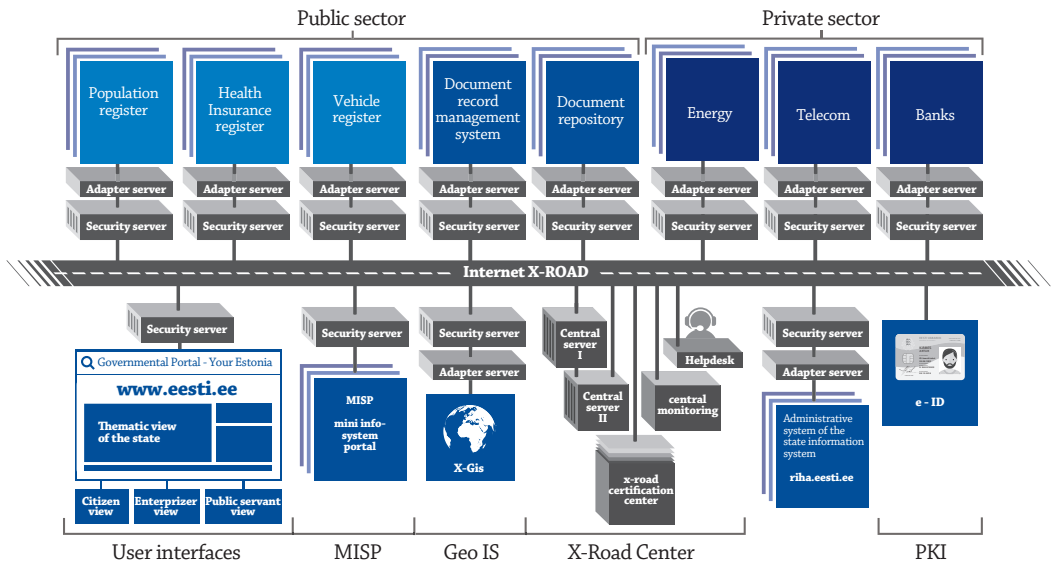 Public sector
Private sector
Population
register
Health
Insurance
register
Vehicle
register
Document
record
management
system
Document
repository
Energy
Telecom
Banks
Adapter server
Adapter server
Adapter server
Adapter server
Adapter server
Adapter server
Adapter server
Adapter server
Security server
Security server
Security server
Security server
Security server
Security server
Security server
Security server
Internet X-ROAD
Security server
Governmental Portal - Your Estonia
www.eesti.ee
Thematic view
of the state
Citizen
view
Enterprizer
view
Public servant
view
Security server
MISP
mini info-
system
portal
Security server
Adapter server
X-Gis
Central
server
I
Central
server
II
x-road
certification
center
central
monitoring
Helpdesk
Security server
Adapter server
Administrative
system of the
state information
system
riha.eesti.ee
e - ID
User interfaces
MISP
Geo IS
X-Road Center
PKI